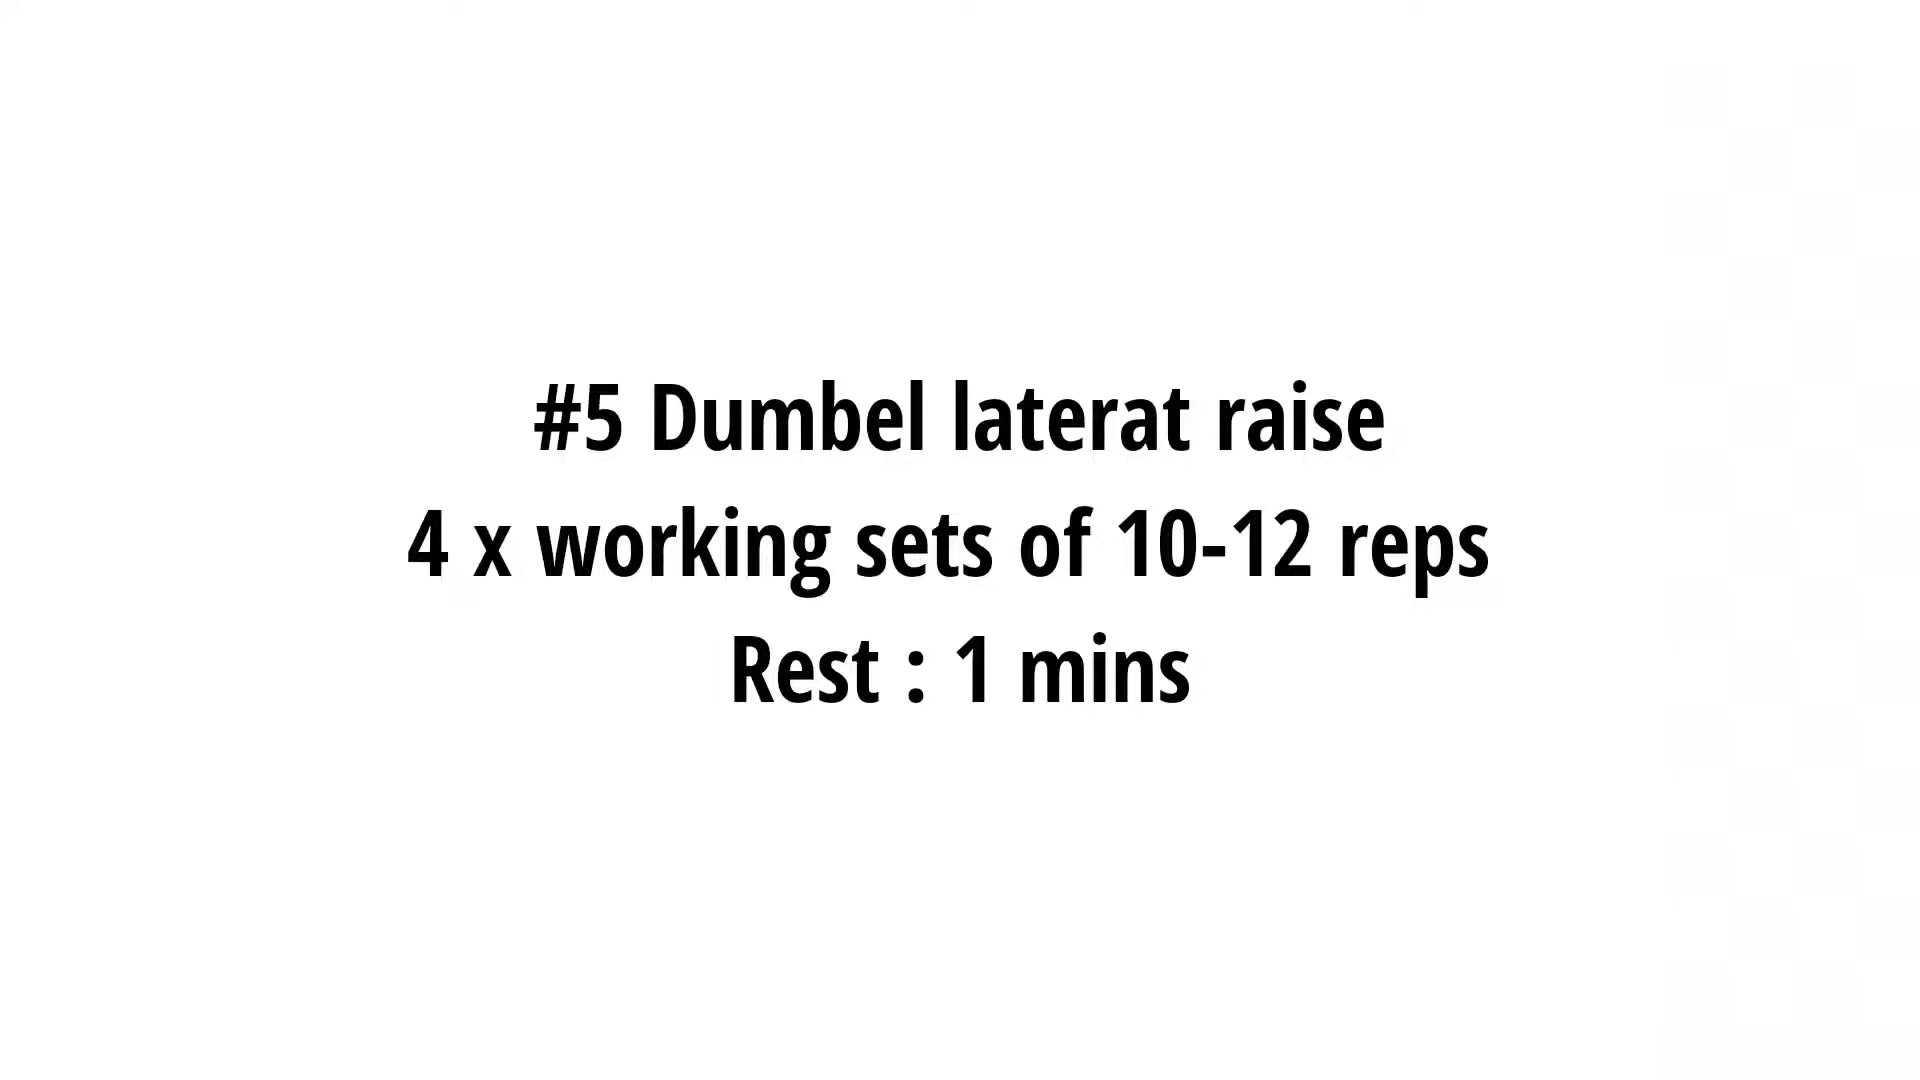 #5 Dumbel laterat raise
4 x working sets of 10-12 reps
Rest : 1 mins